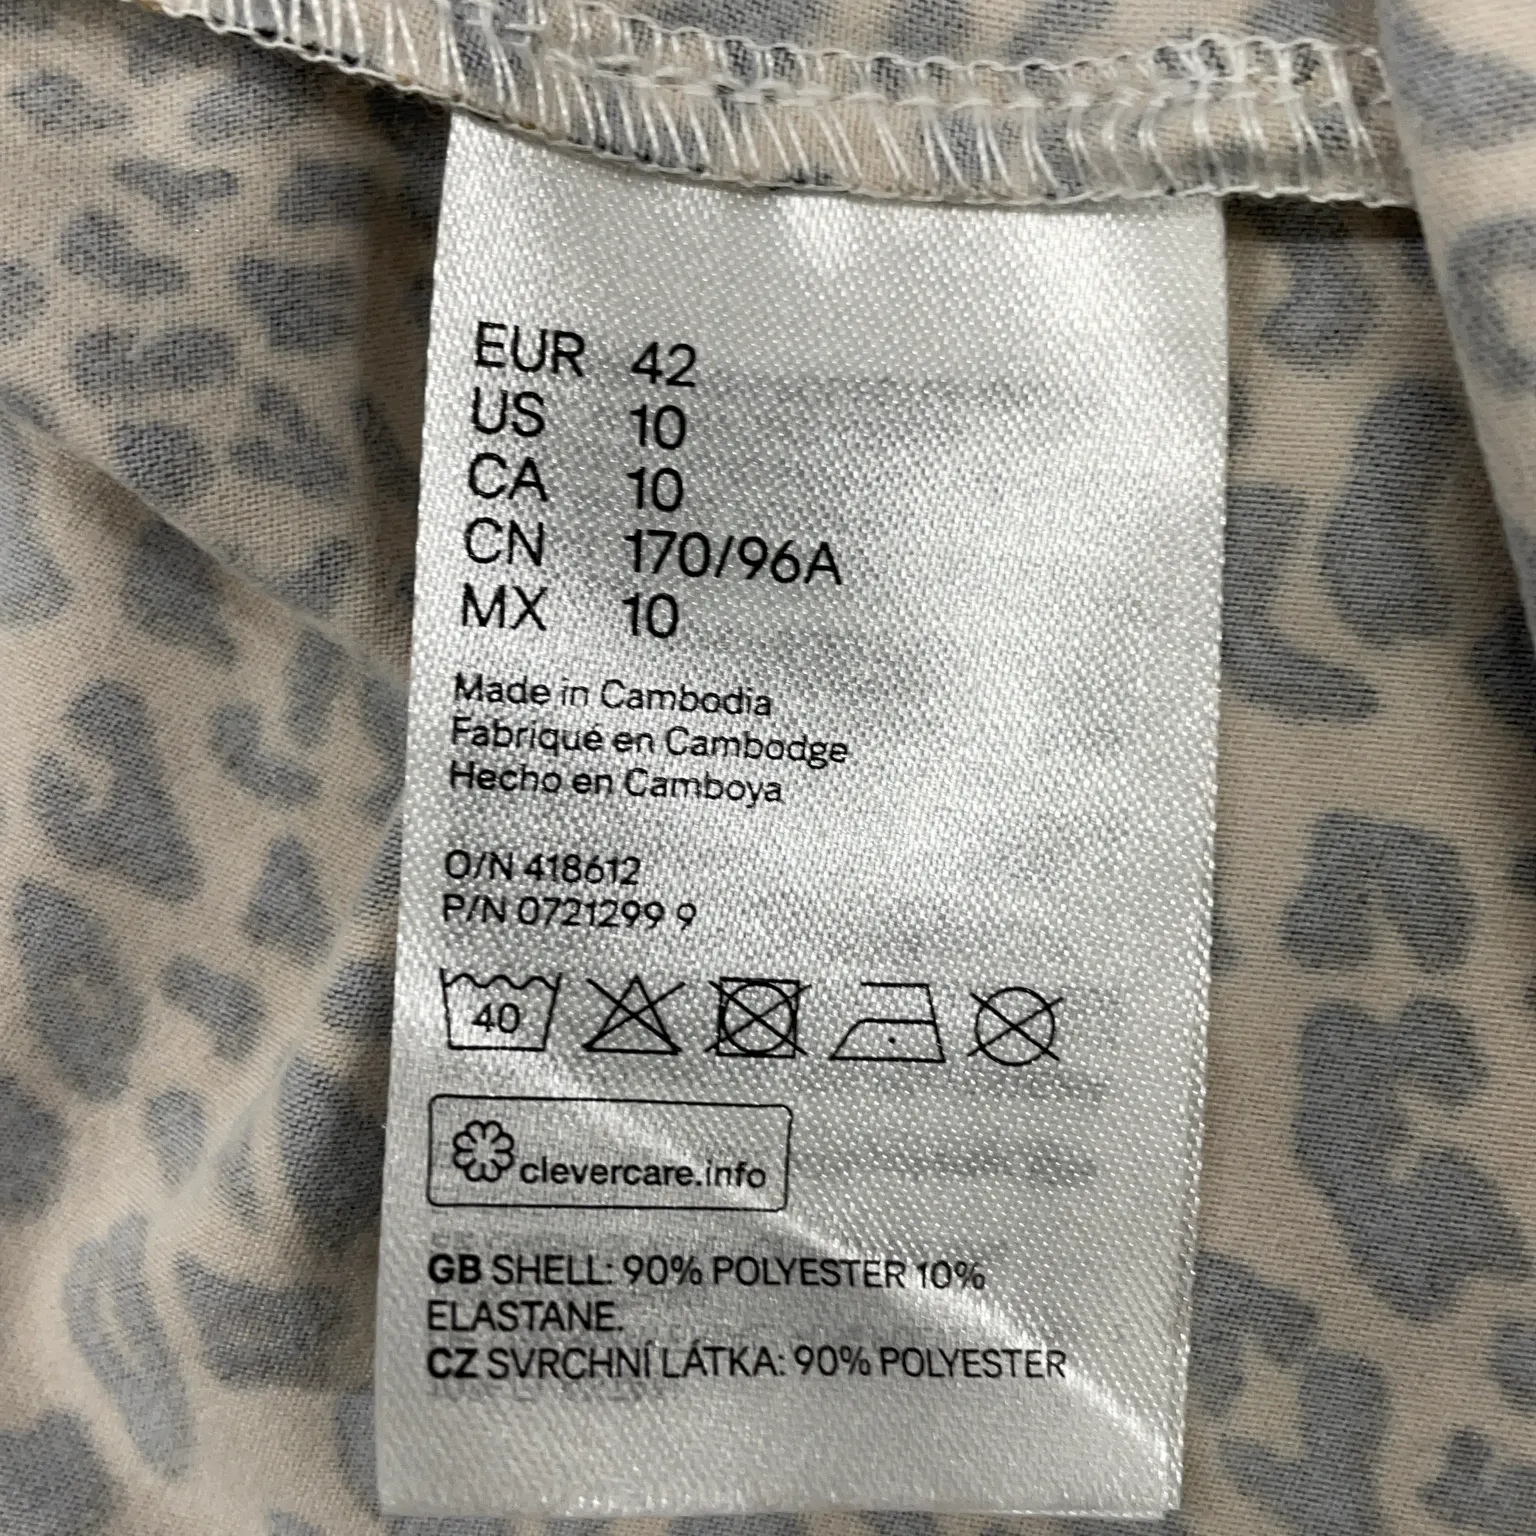 EUR 42
US 10
CA 10
CN 170/96A
MX 10
Made in Cambodia
Fabriqué en Cambodge
Hecho en Camboya
O/N 418612
P/N 0721299 9
40
clevercare.info
GB SHELL: 90% POLYESTER 10%
ELASTANE.
CZ SVRCHNÍ LÁTKA: 90% POLYESTER